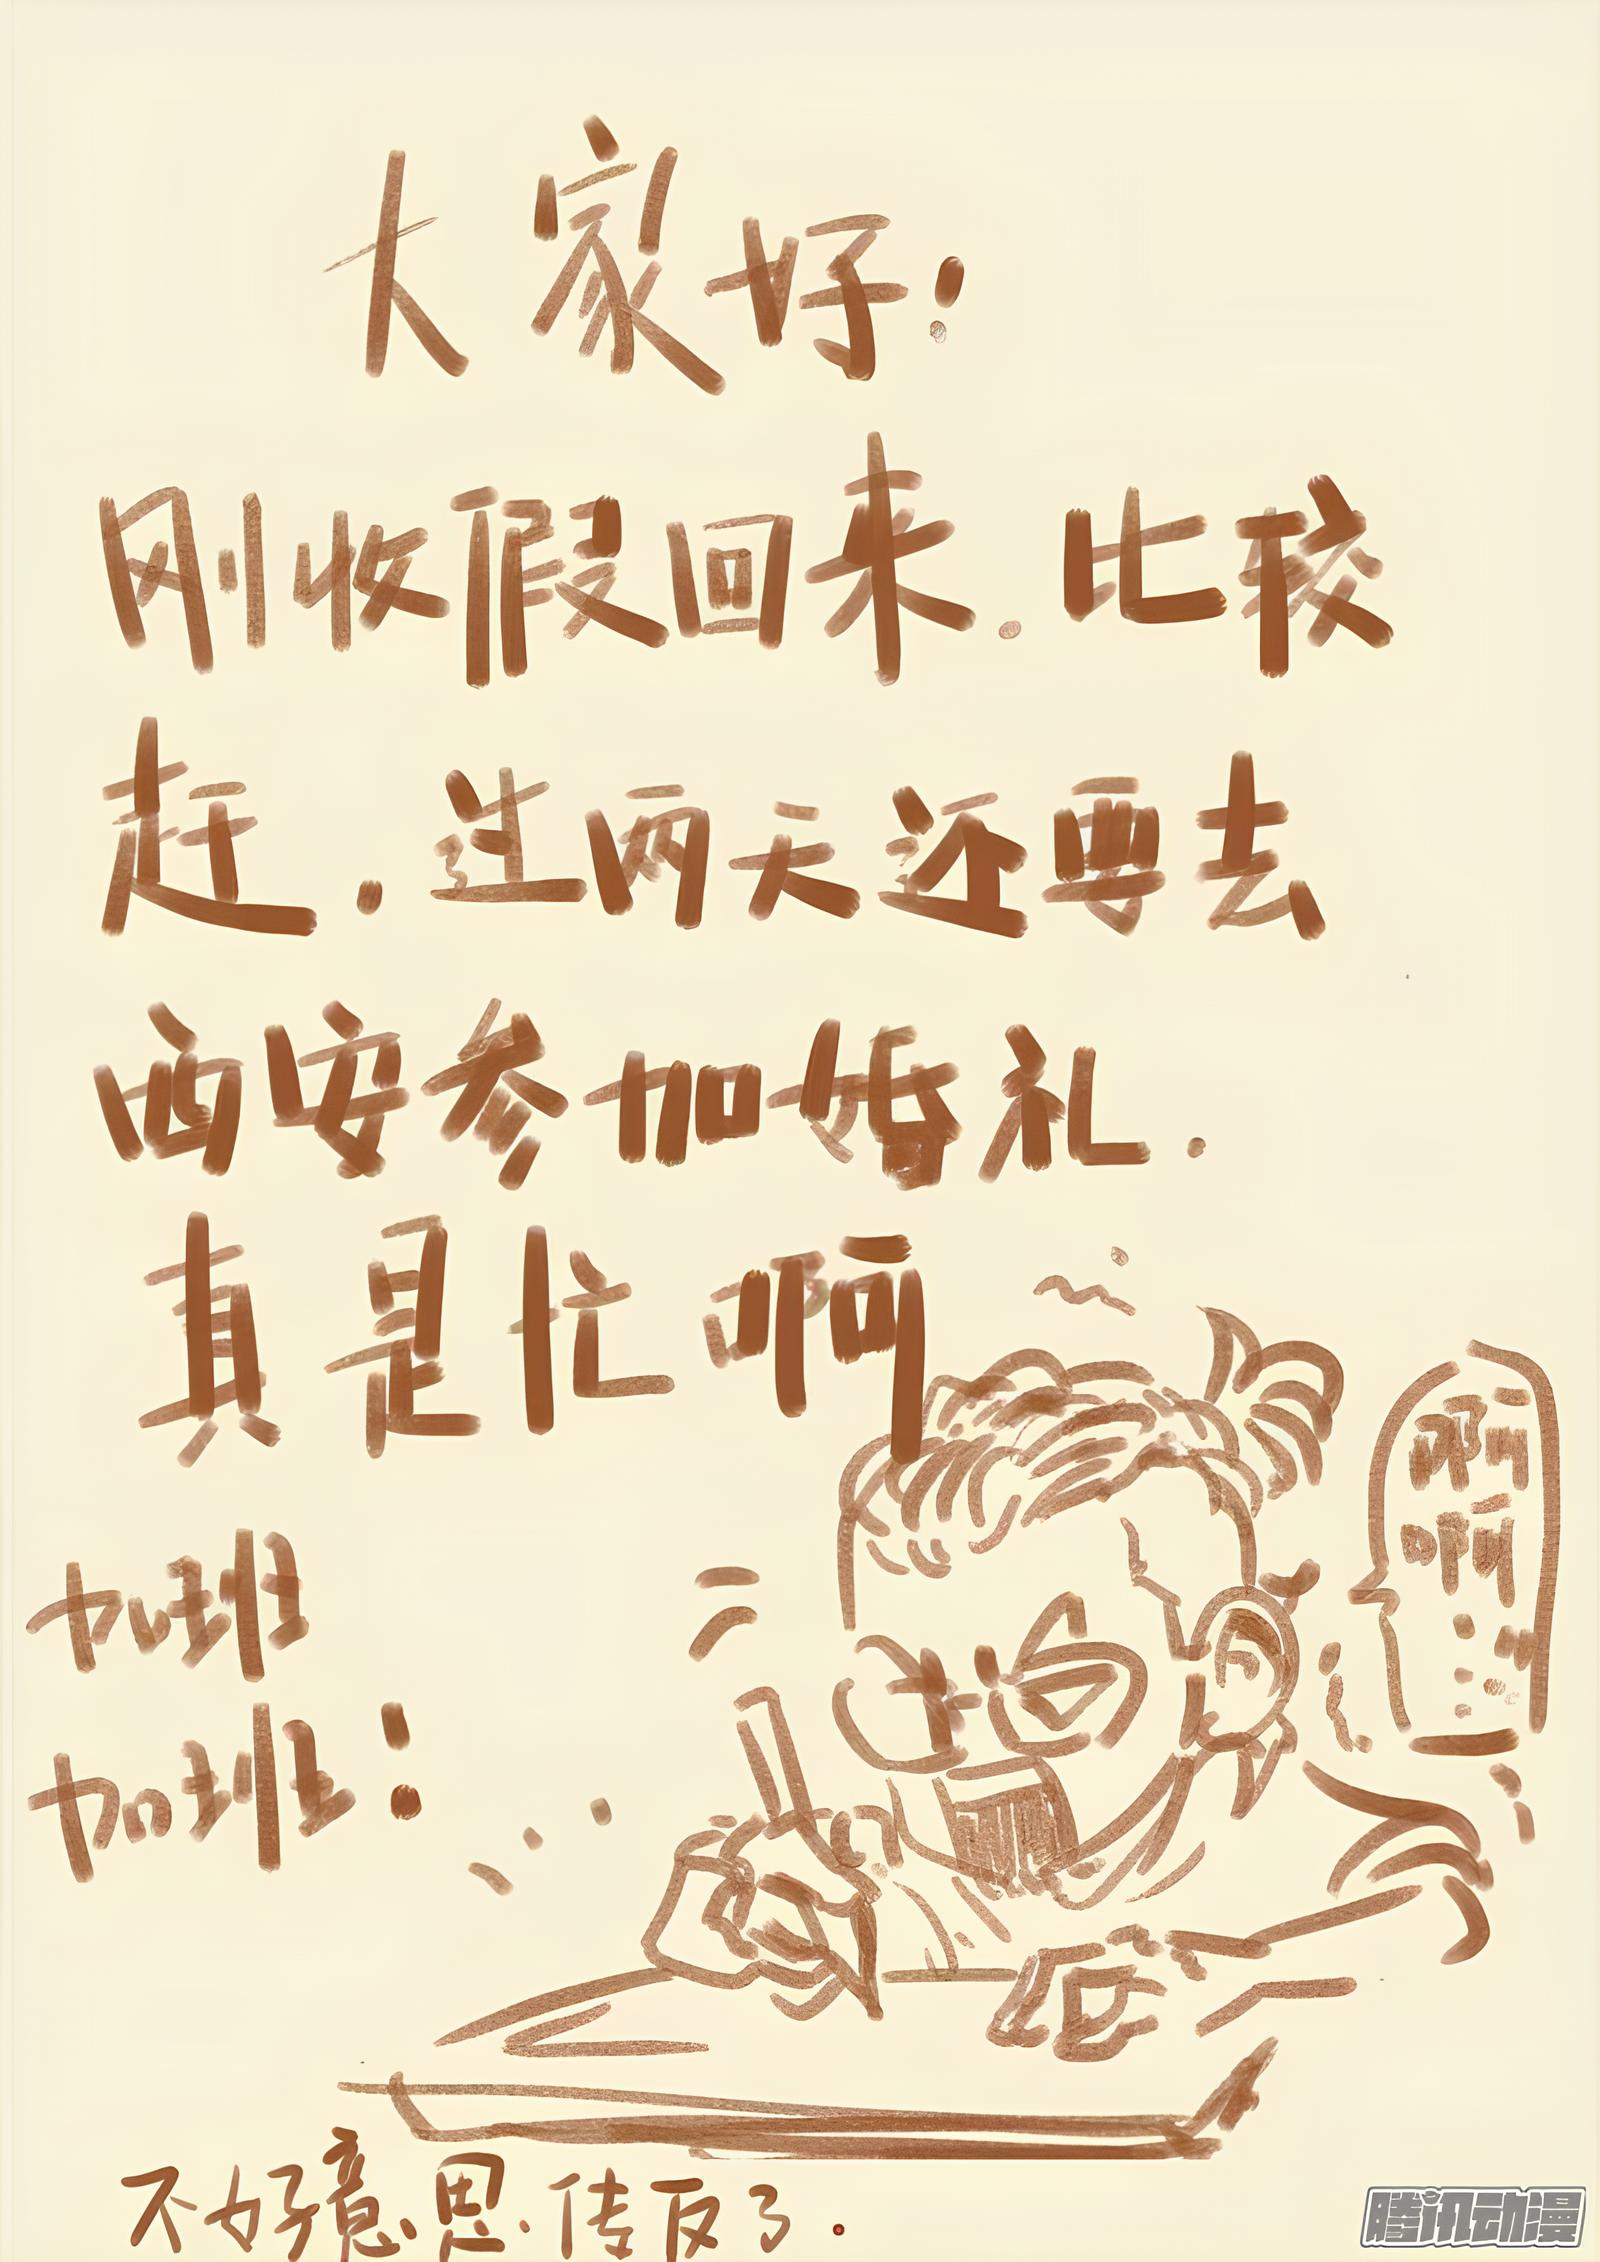 大家好：
刚收假回来.比较
赶.过两天还要去
西安参加婚礼.
真是忙啊
啊
啊
加班
加班！
不好意思.传反了.
腾讯动漫